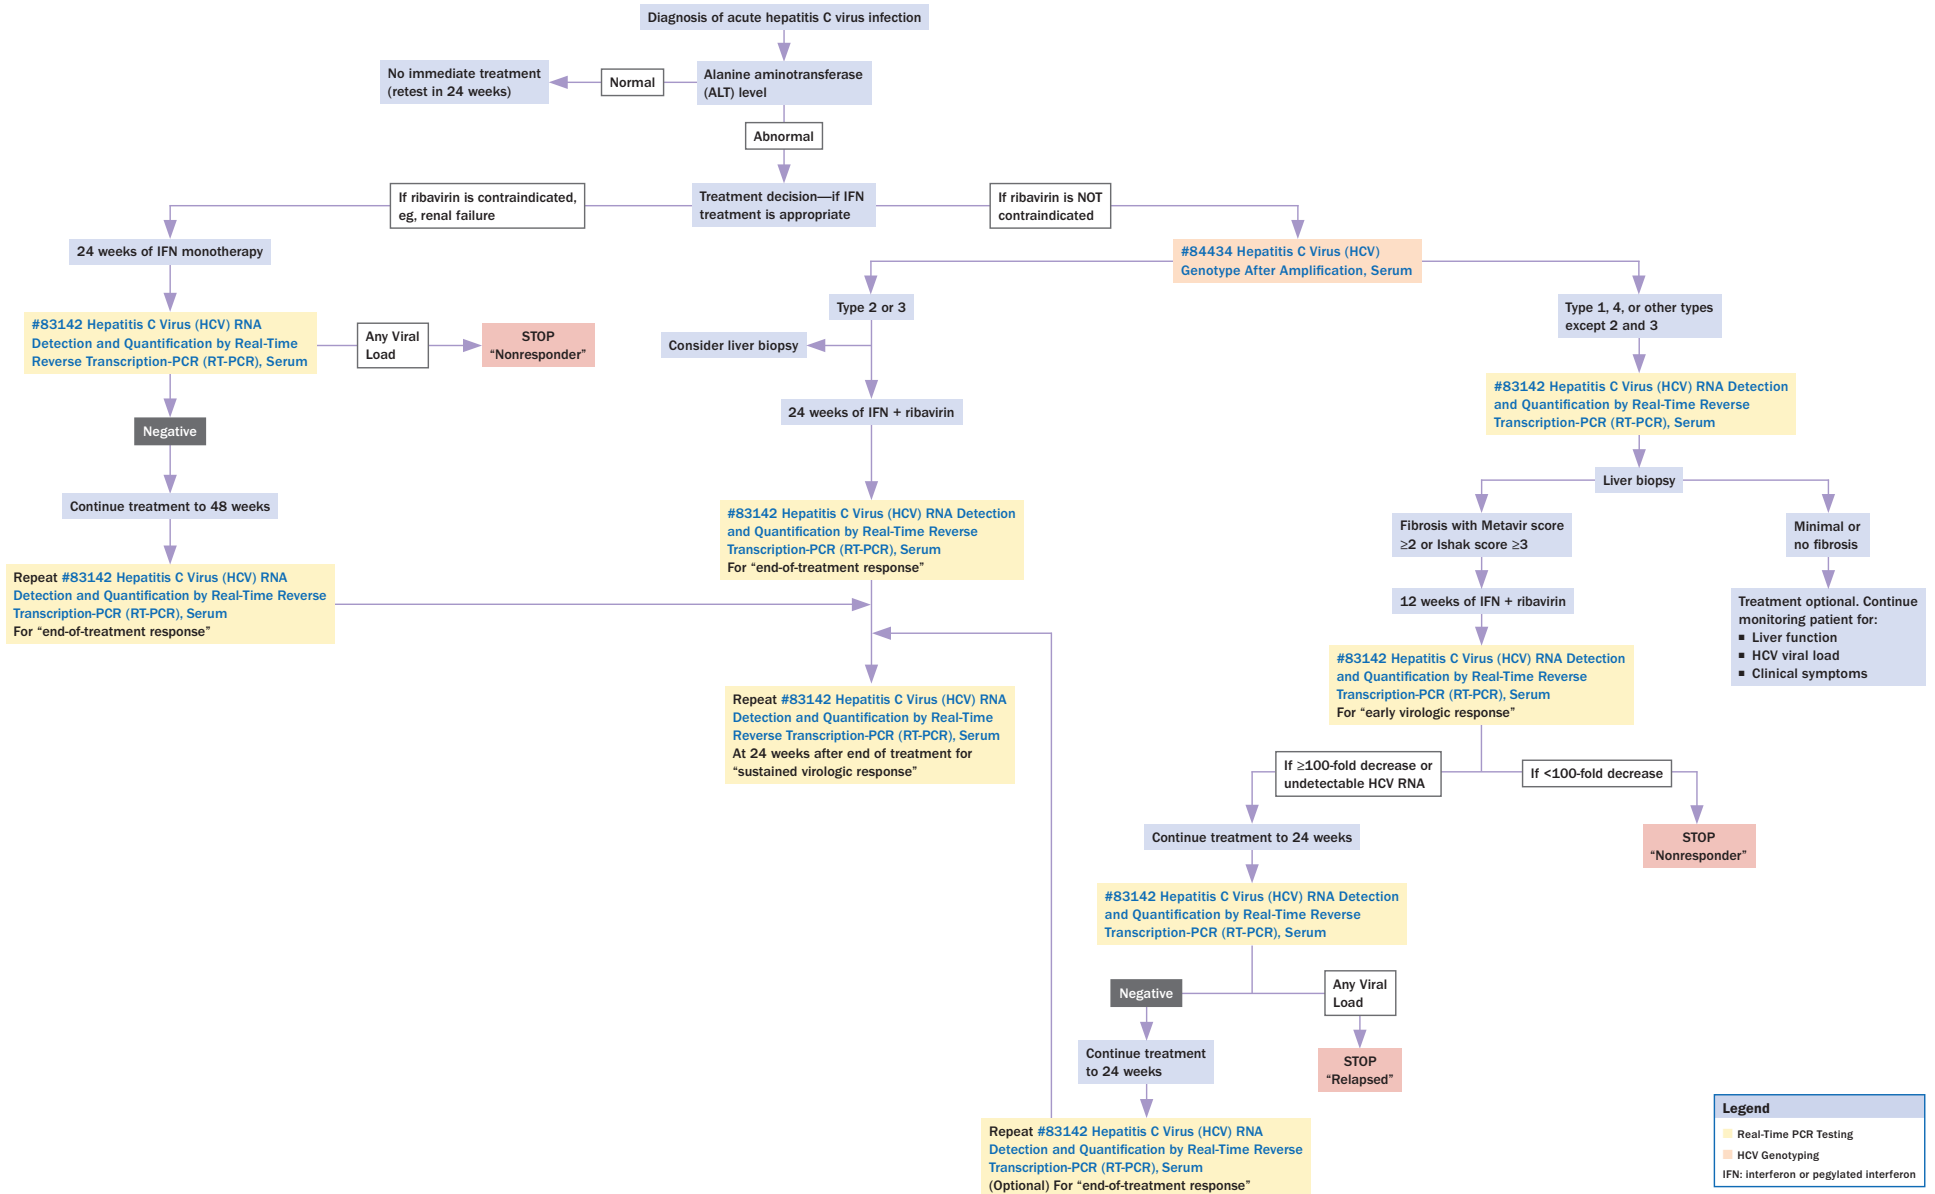 Diagnosis of acute hepatitis C virus infection
No immediate treatment
(retest in 24 weeks)
Normal
Alanine aminotransferase
(ALT) level
Abnormal
If ribavirin is contraindicated,
eg, renal failure
Treatment decision—if IFN
treatment is appropriate
If ribavirin is NOT
contraindicated
24 weeks of IFN monotherapy
#84434 Hepatitis C Virus (HCV)
Genotype After Amplification, Serum
#83142 Hepatitis C Virus (HCV) RNA
Detection and Quantification by Real-Time
Reverse Transcription-PCR (RT-PCR), Serum
Any Viral
Load
STOP
“Nonresponder”
Negative
Continue treatment to 48 weeks
Repeat #83142 Hepatitis C Virus (HCV) RNA
Detection and Quantification by Real-Time Reverse
Transcription-PCR (RT-PCR), Serum
For “end-of-treatment response”
Type 2 or 3
Consider liver biopsy
24 weeks of IFN + ribavirin
#83142 Hepatitis C Virus (HCV) RNA Detection
and Quantification by Real-Time Reverse
Transcription-PCR (RT-PCR), Serum
For “end-of-treatment response”
Repeat #83142 Hepatitis C Virus (HCV) RNA
Detection and Quantification by Real-Time
Reverse Transcription-PCR (RT-PCR), Serum
At 24 weeks after end of treatment for
“sustained virologic response”
Type 1, 4, or other types
except 2 and 3
#83142 Hepatitis C Virus (HCV) RNA Detection
and Quantification by Real-Time Reverse
Transcription-PCR (RT-PCR), Serum
Liver biopsy
Fibrosis with Metavir score
≥2 or Ishak score ≥3
Minimal or
no fibrosis
12 weeks of IFN + ribavirin
Treatment optional. Continue
monitoring patient for:
▪ Liver function
▪ HCV viral load
▪ Clinical symptoms
#83142 Hepatitis C Virus (HCV) RNA Detection
and Quantification by Real-Time Reverse
Transcription-PCR (RT-PCR), Serum
For “early virologic response”
If ≥100-fold decrease or
undetectable HCV RNA
If <100-fold decrease
Continue treatment to 24 weeks
STOP
“Nonresponder”
#83142 Hepatitis C Virus (HCV) RNA Detection
and Quantification by Real-Time Reverse
Transcription-PCR (RT-PCR), Serum
Negative
Any Viral
Load
Continue treatment
to 24 weeks
STOP
“Relapsed”
Repeat #83142 Hepatitis C Virus (HCV) RNA
Detection and Quantification by Real-Time Reverse
Transcription-PCR (RT-PCR), Serum
(Optional) For “end-of-treatment response”
Legend
Real-Time PCR Testing
HCV Genotyping
IFN: interferon or pegylated interferon